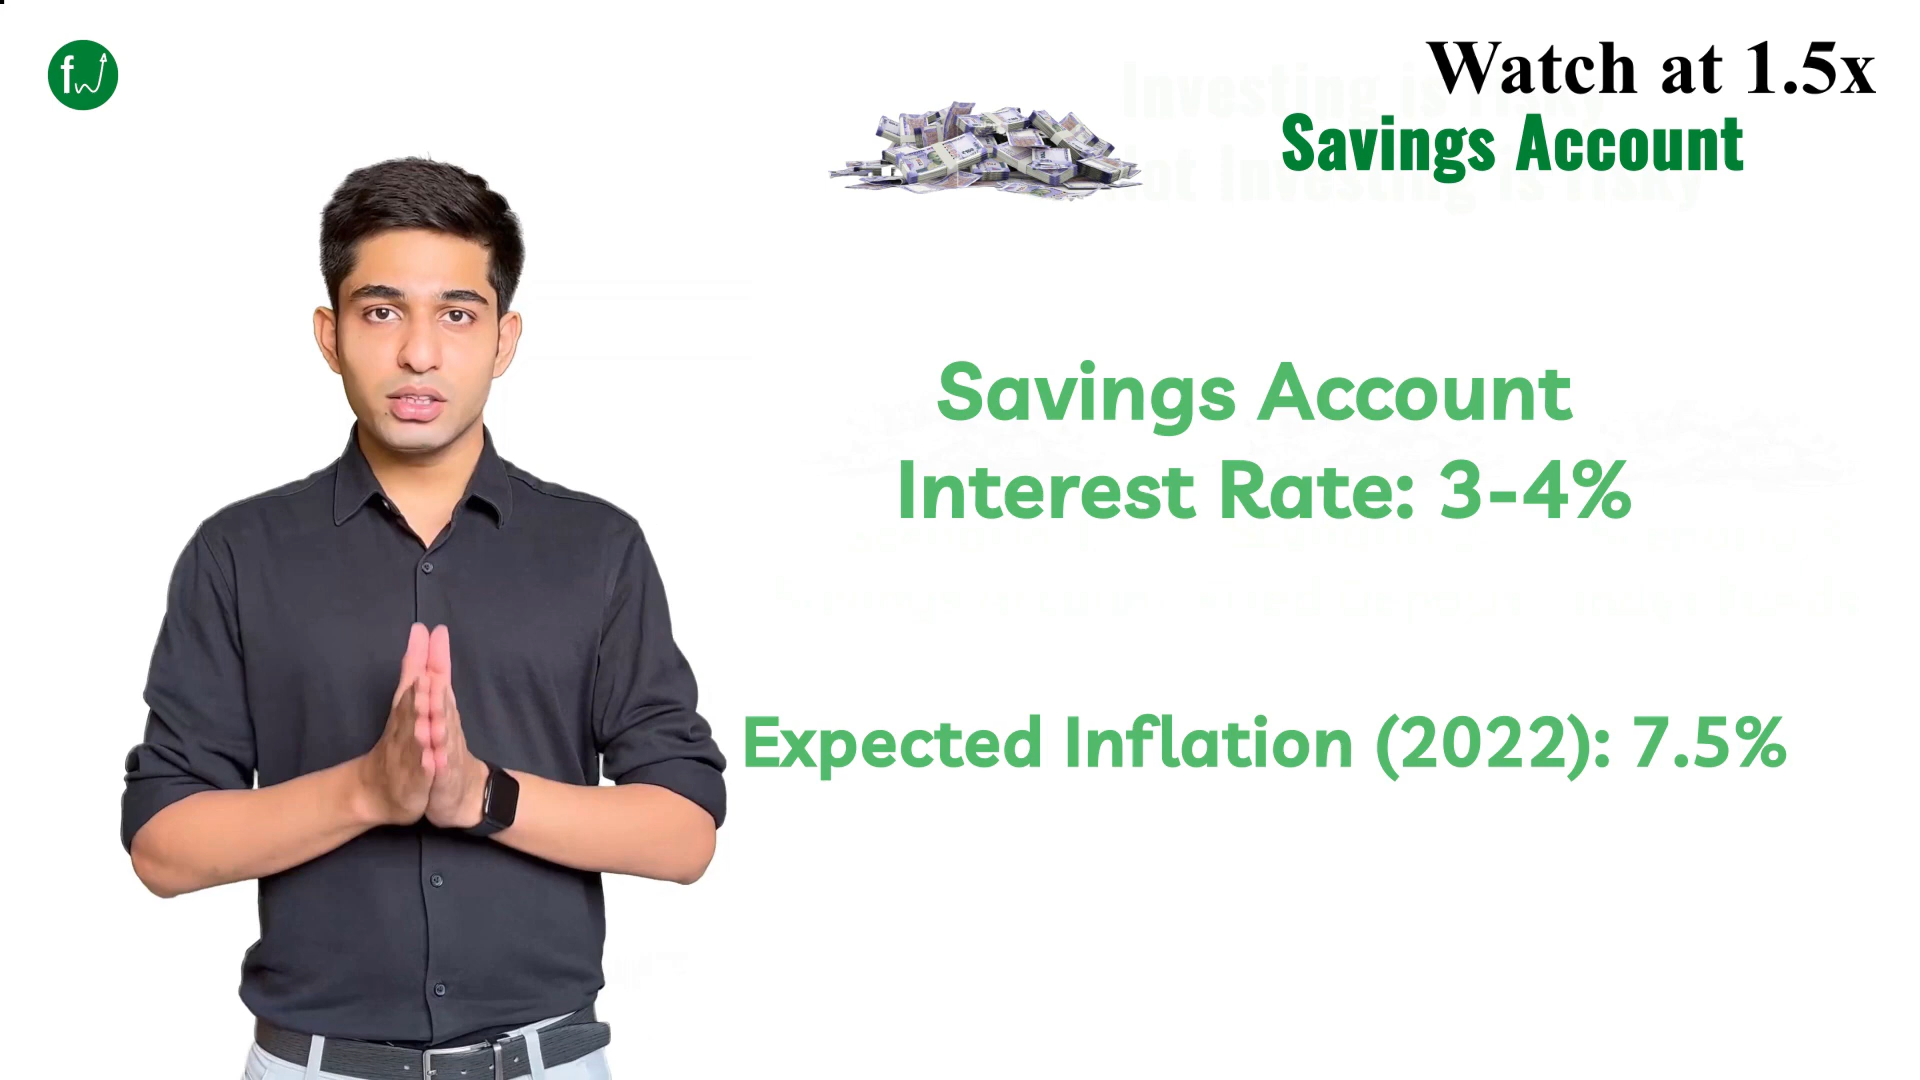 fw
Watch at 1.5x
Savings Account
Savings Account
Interest Rate: 3-4%
Expected Inflation (2022): 7.5%